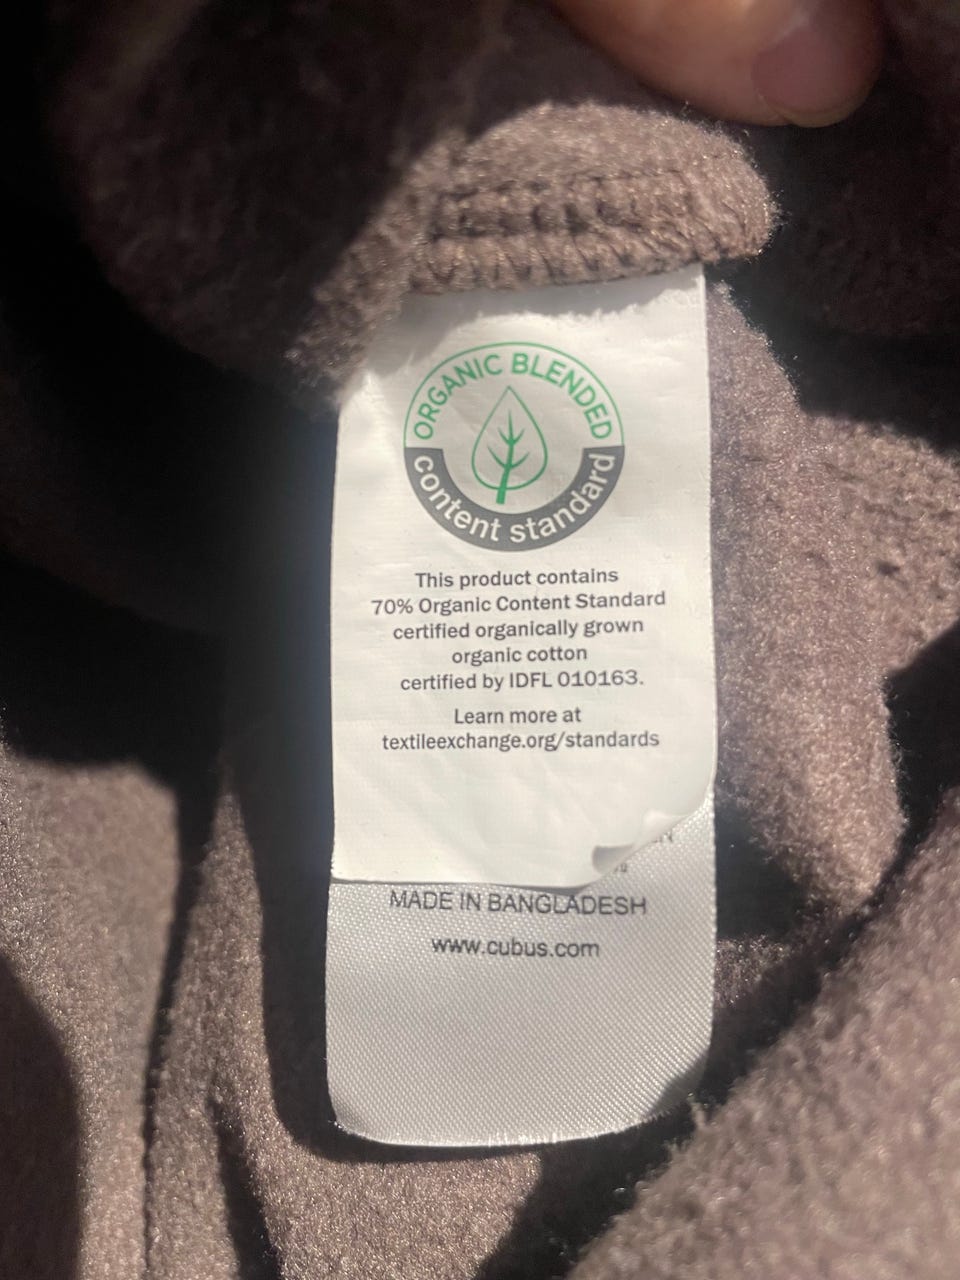 ORGANIC BLENDED
content standard
This product contains
70% Organic Content Standard
certified organically grown
organic cotton
certified by IDFL 010163.
Learn more at
textileexchange.org/standards
MADE IN BANGLADESH
www.cubus.com